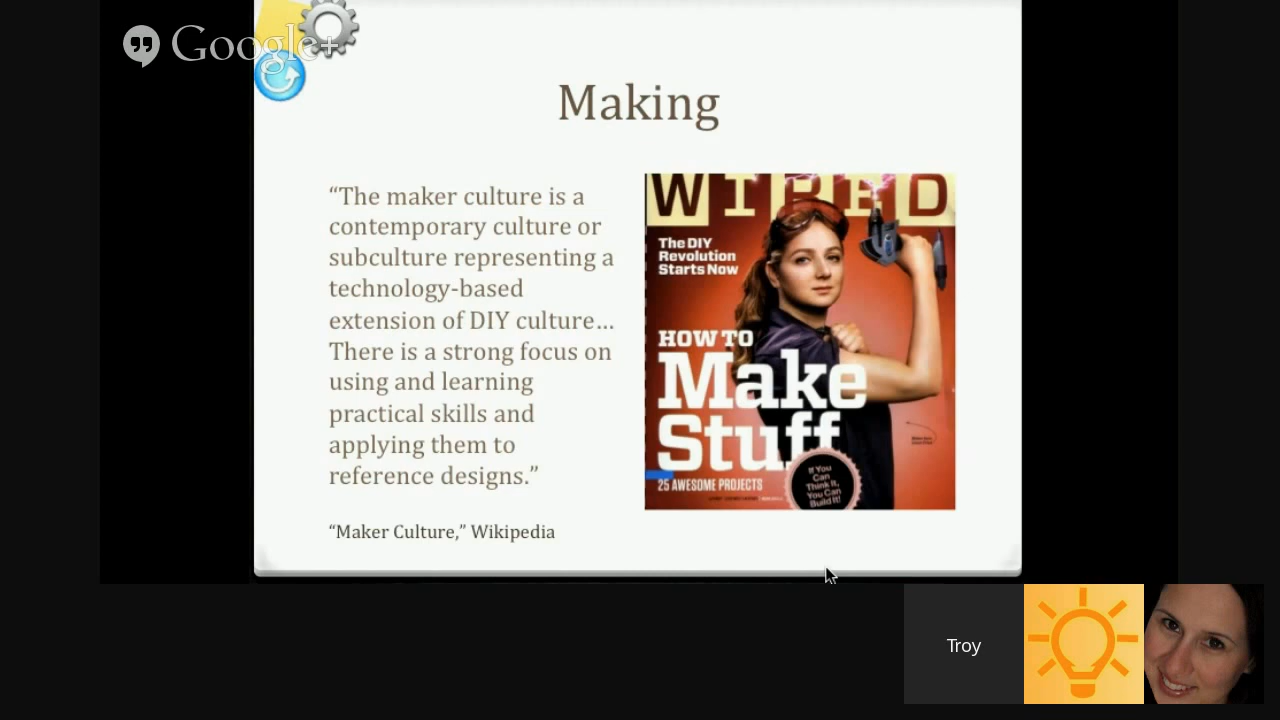 Google+
Making
“The maker culture is a
contemporary culture or
subculture representing a
technology-based
extension of DIY culture…
There is a strong focus on
using and learning
practical skills and
applying them to
reference designs.”
“Maker Culture,” Wikipedia
WIRED
The DIY
Revolution
Starts Now
HOW TO
Make
Stuff
25 AWESOME PROJECTS
If You
Can
Think It,
You Can
Build It!
Troy